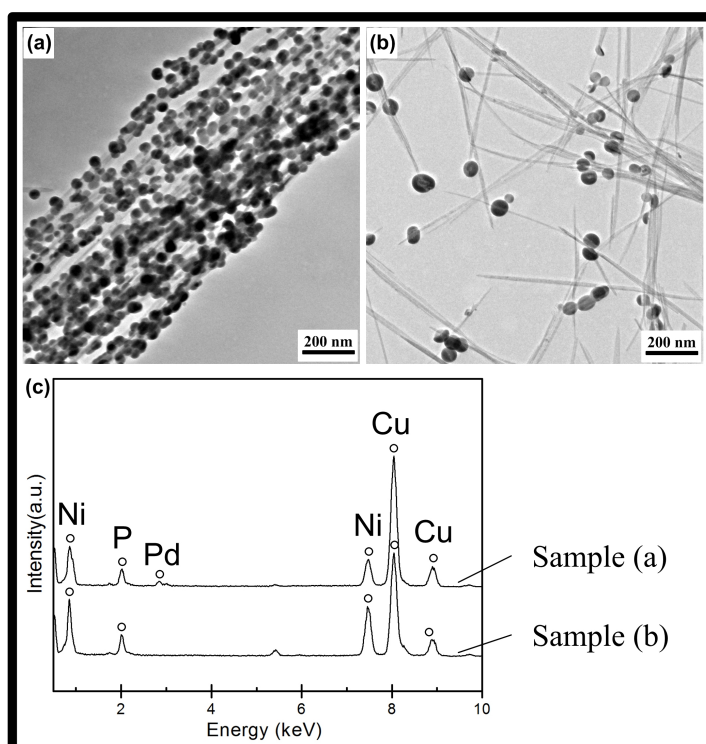 (a)
200 nm
(b)
200 nm
(c)
Intensity(a.u.)
Ni
P
Pd
Ni
Cu
Cu
Sample (a)
Sample (b)
2
4
6
8
10
Energy (keV)